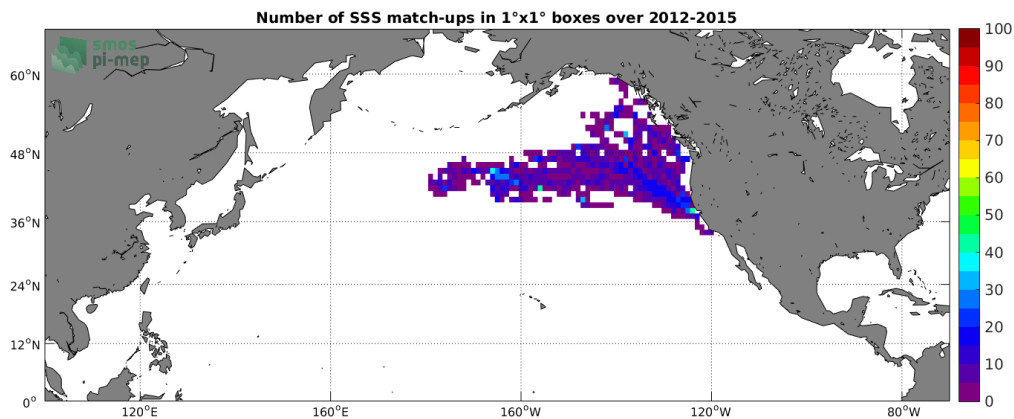 Number of SSS match-ups in 1°x1° boxes over 2012-2015
smos
pi-mep
60°N
48°N
36°N
24°N
12°N
0°
120°E
160°E
160°W
120°W
80°W
100
90
80
70
60
50
40
30
20
10
0